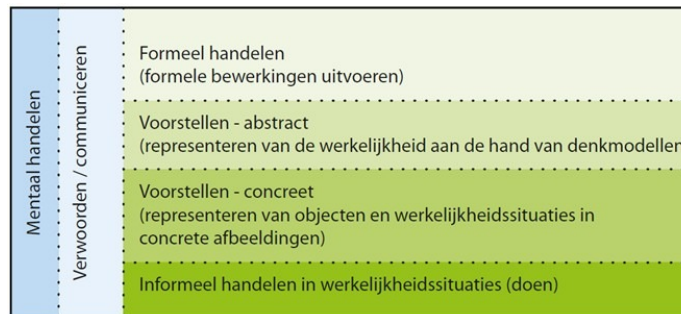 Mentaal handelen
Verwoorden / communiceren
Formeel handelen
(formele bewerkingen uitvoeren)
Voorstellen - abstract
(representeren van de werkelijkheid aan de hand van denkmodellen
Voorstellen - concreet
(representeren van objecten en werkelijkheidssituaties in
concrete afbeeldingen)
Informeel handelen in werkelijkheidssituaties (doen)